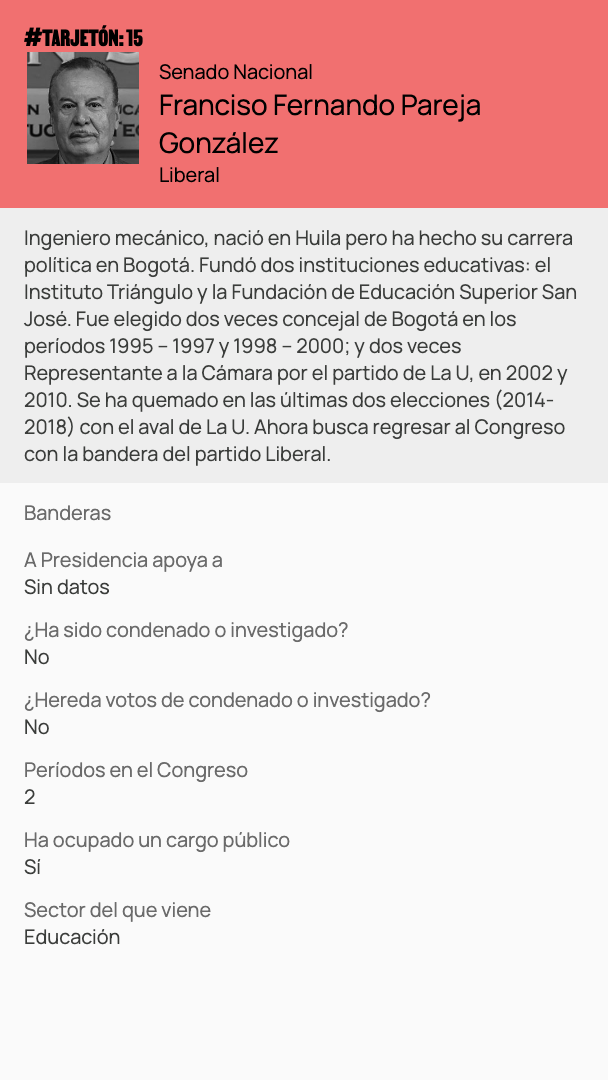 #TARJETÓN: 15
Senado Nacional
Franciso Fernando Pareja
González
Liberal
Ingeniero mecánico, nació en Huila pero ha hecho su carrera
política en Bogotá. Fundó dos instituciones educativas: el
Instituto Triángulo y la Fundación de Educación Superior San
José. Fue elegido dos veces concejal de Bogotá en los
períodos 1995 – 1997 y 1998 – 2000; y dos veces
Representante a la Cámara por el partido de La U, en 2002 y
2010. Se ha quemado en las últimas dos elecciones (2014-
2018) con el aval de La U. Ahora busca regresar al Congreso
con la bandera del partido Liberal.
Banderas
A Presidencia apoya a
Sin datos
¿Ha sido condenado o investigado?
No
¿Hereda votos de condenado o investigado?
No
Períodos en el Congreso
2
Ha ocupado un cargo público
Sí
Sector del que viene
Educación